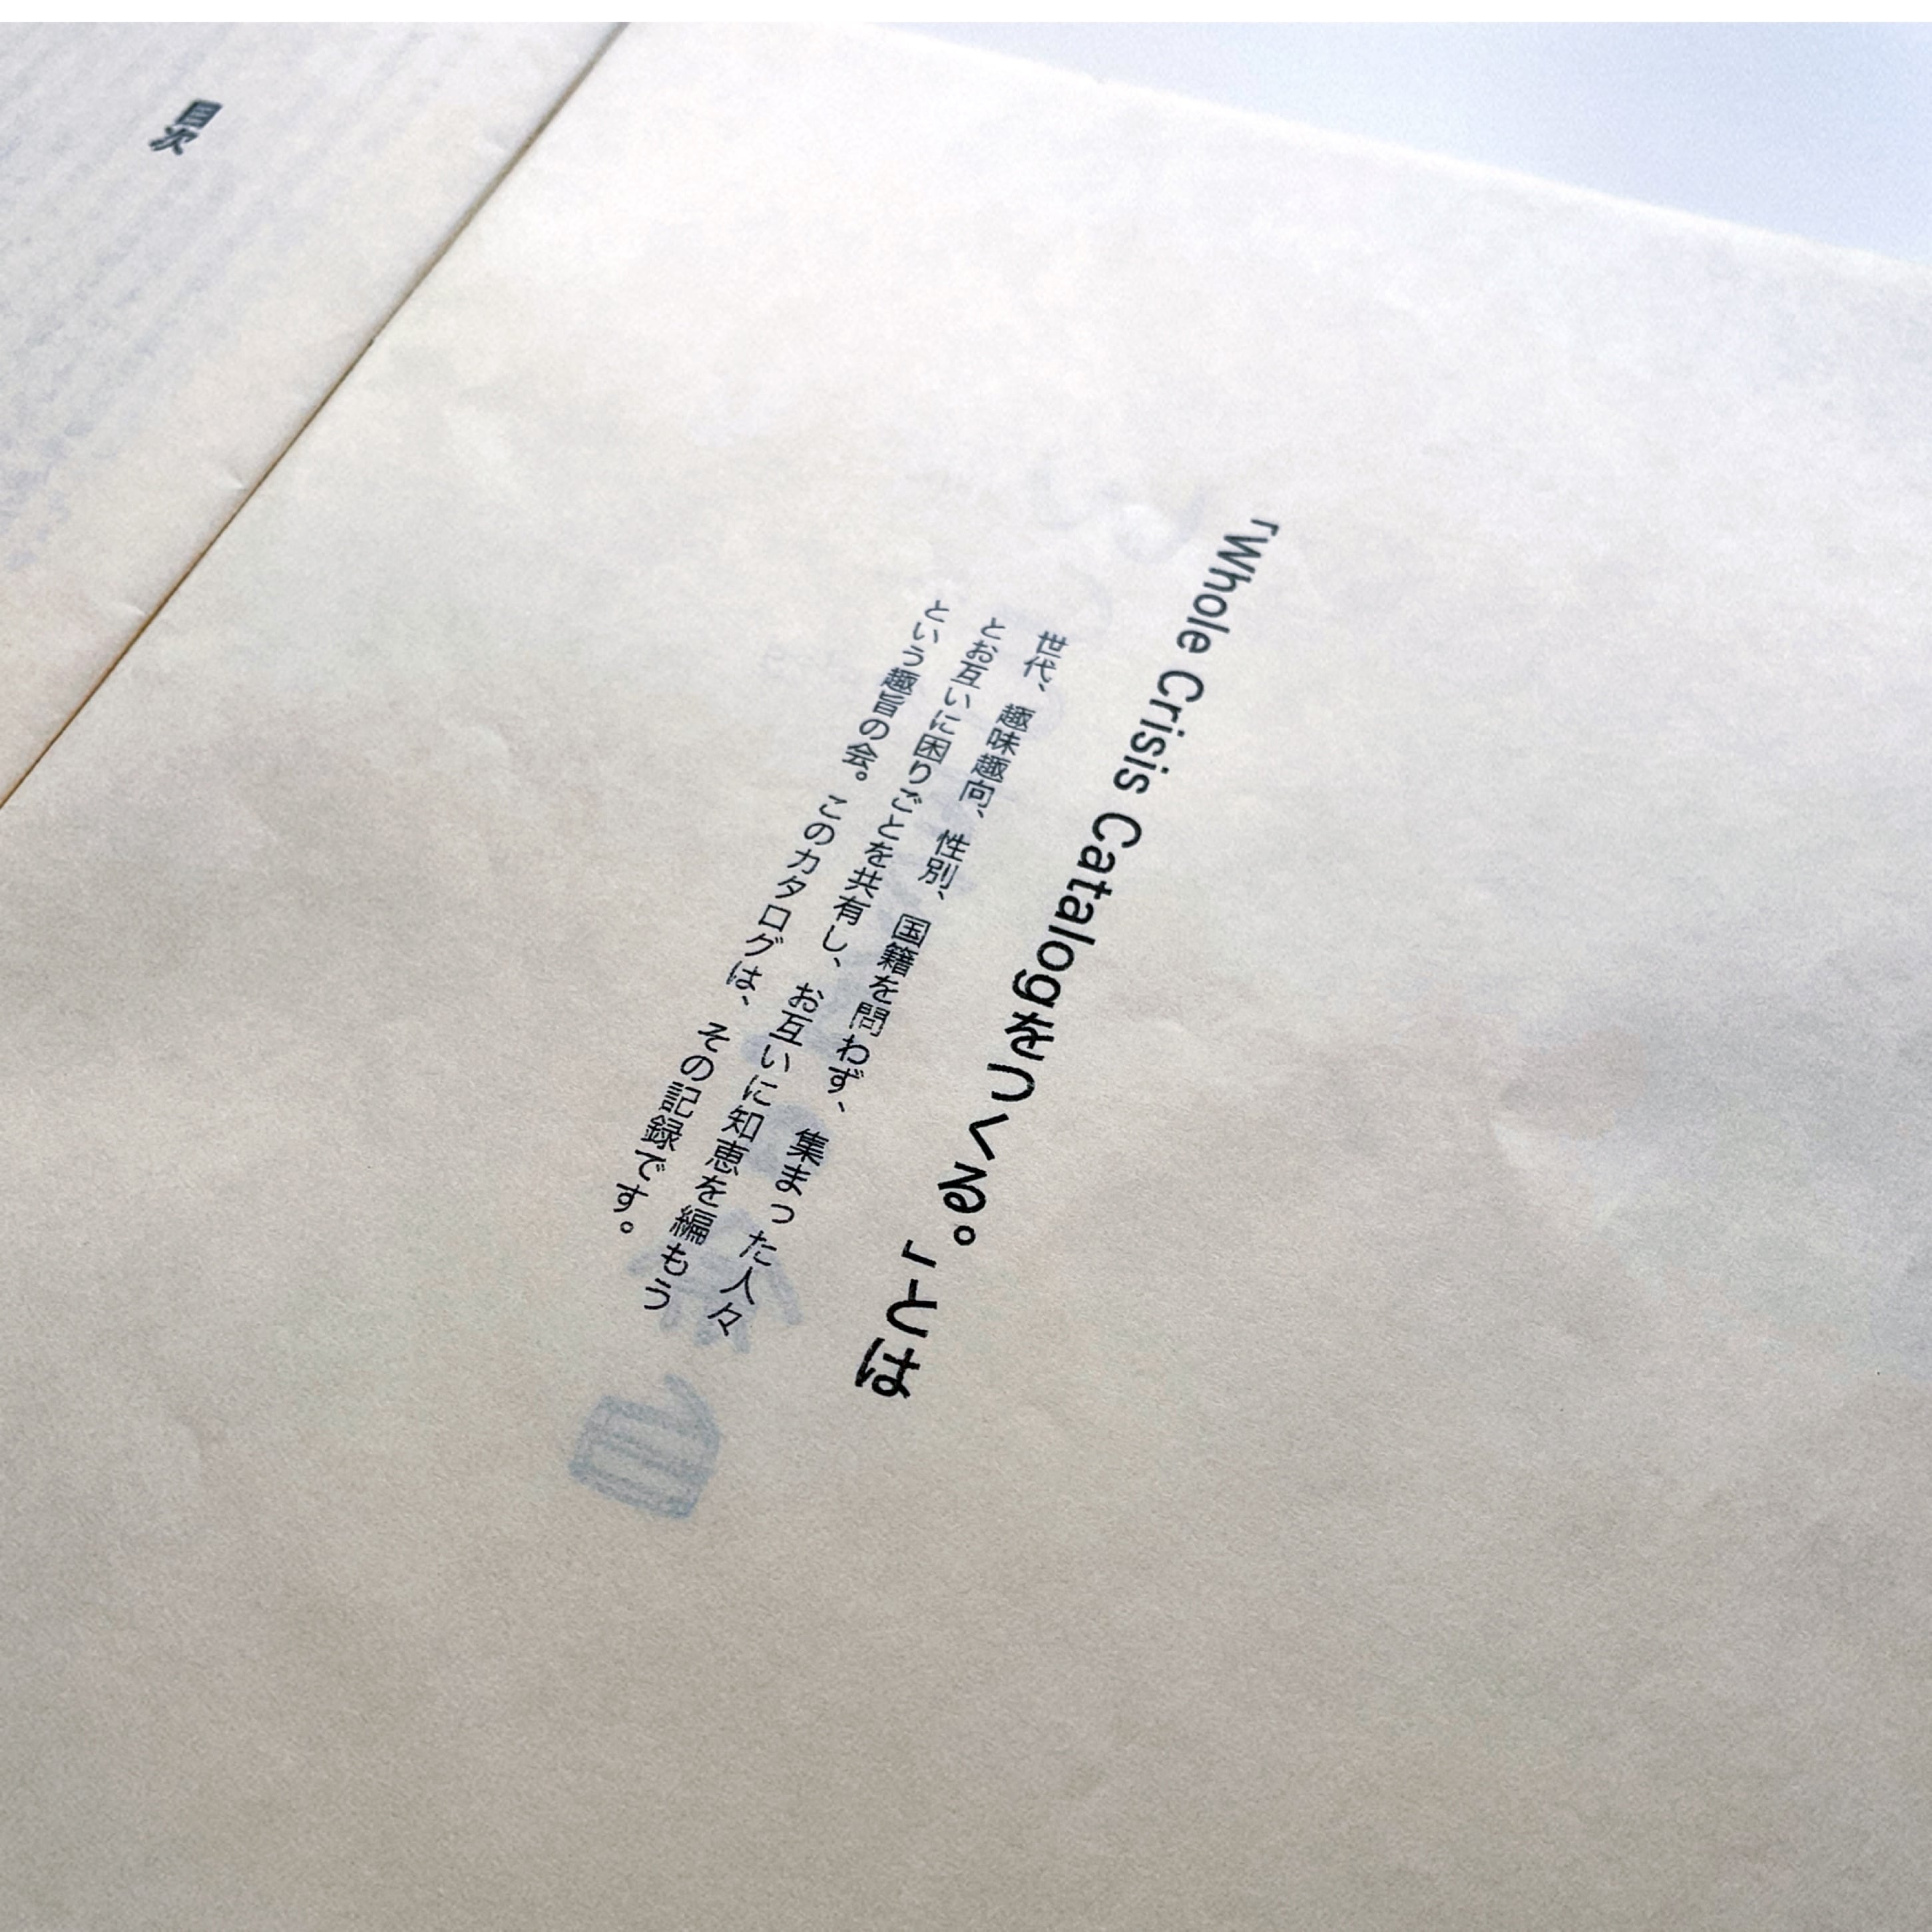 「Whole Crisis Catalogをつくる。」とは
世代、趣味趣向、性別、国籍を問わず、集まった人々
とお互いに困りごとを共有し、お互いに知恵を編もう
という趣旨の会。このカタログは、その記録です。
目次